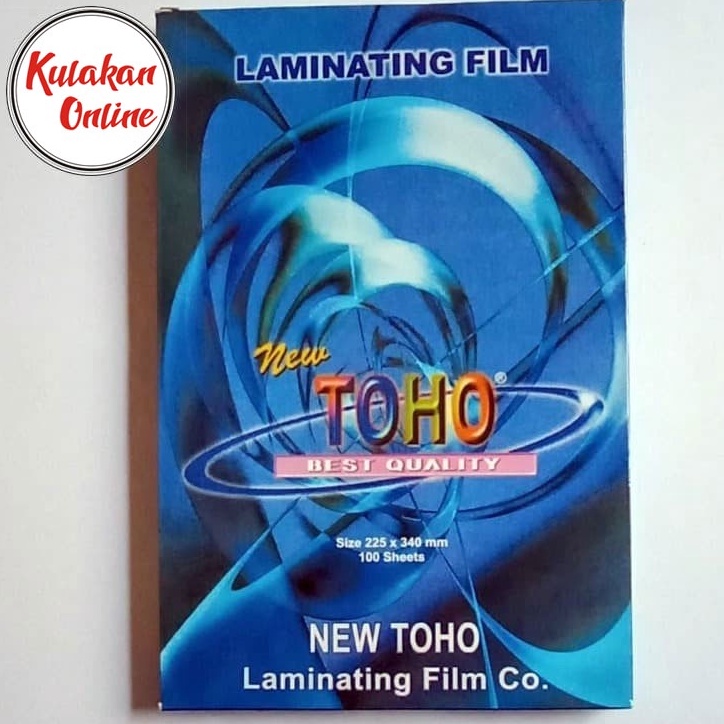 Kulakan
Online
LAMINATING FILM
New
TOHO®
BEST QUALITY
Size 225 x 340 mm
100 Sheets
NEW TOHO
Laminating Film Co.